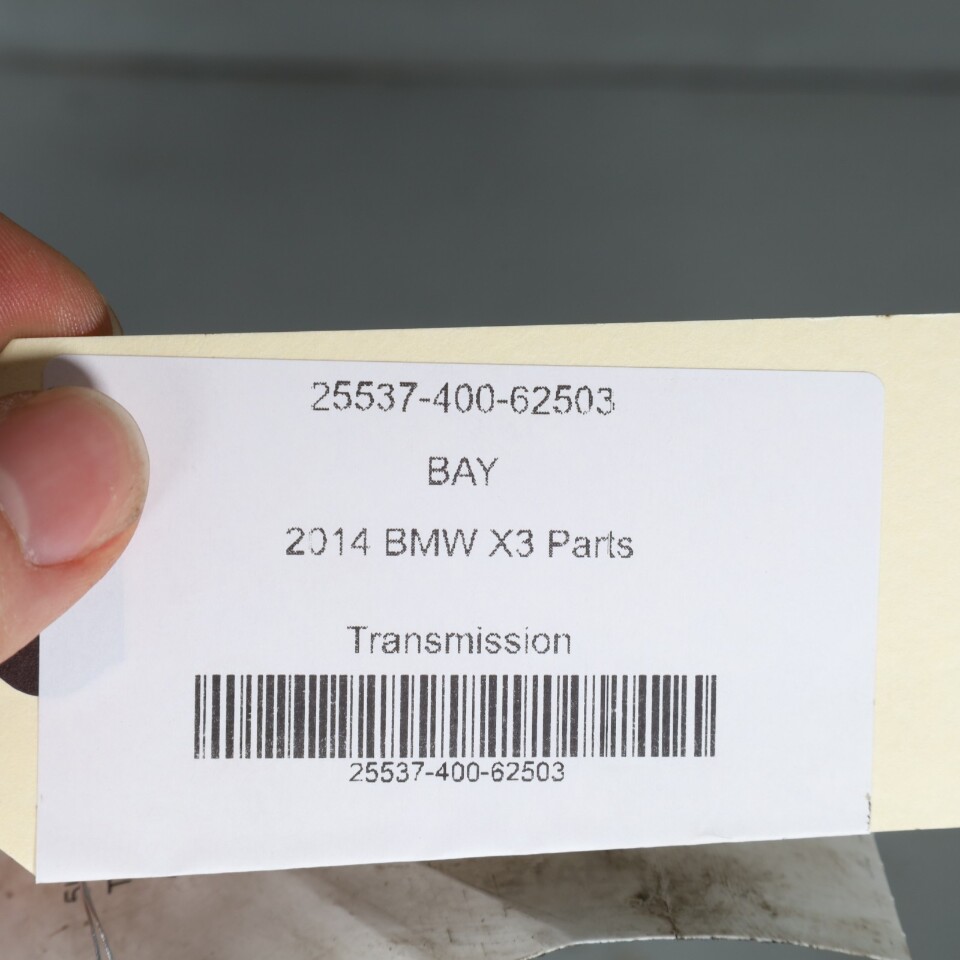 25537-400-62503
BAY
2014 BMW X3 Parts
Transmission
25537-400-62503